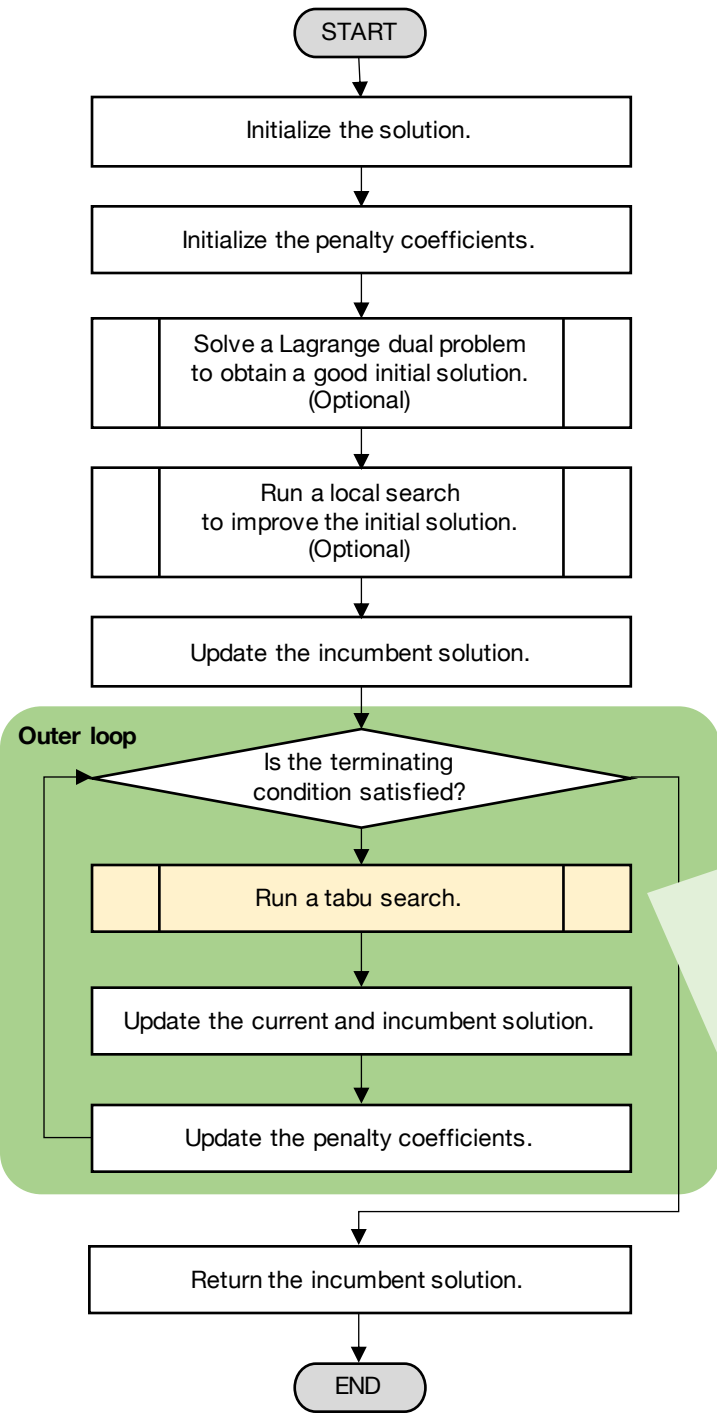 START
Initialize the solution.
Initialize the penalty coefficients.
Solve a Lagrange dual problem
to obtain a good initial solution.
(Optional)
Run a local search
to improve the initial solution.
(Optional)
Update the incumbent solution.
Outer loop
Is the terminating
condition satisfied?
Run a tabu search.
Update the current and incumbent solution.
Update the penalty coefficients.
Return the incumbent solution.
END